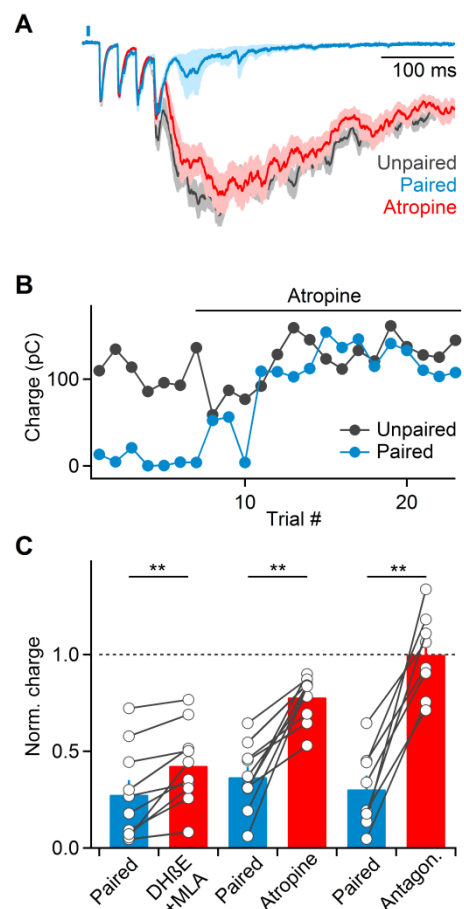 A
100 ms
Unpaired
Paired
Atropine
B
Atropine
Charge (pC)
100
0
Unpaired
Paired
10
20
Trial #
C
**
**
**
Norm. charge
1.0
0.5
0.0
Paired
DHßE
+MLA
Paired
Atropine
Paired
Antagon.